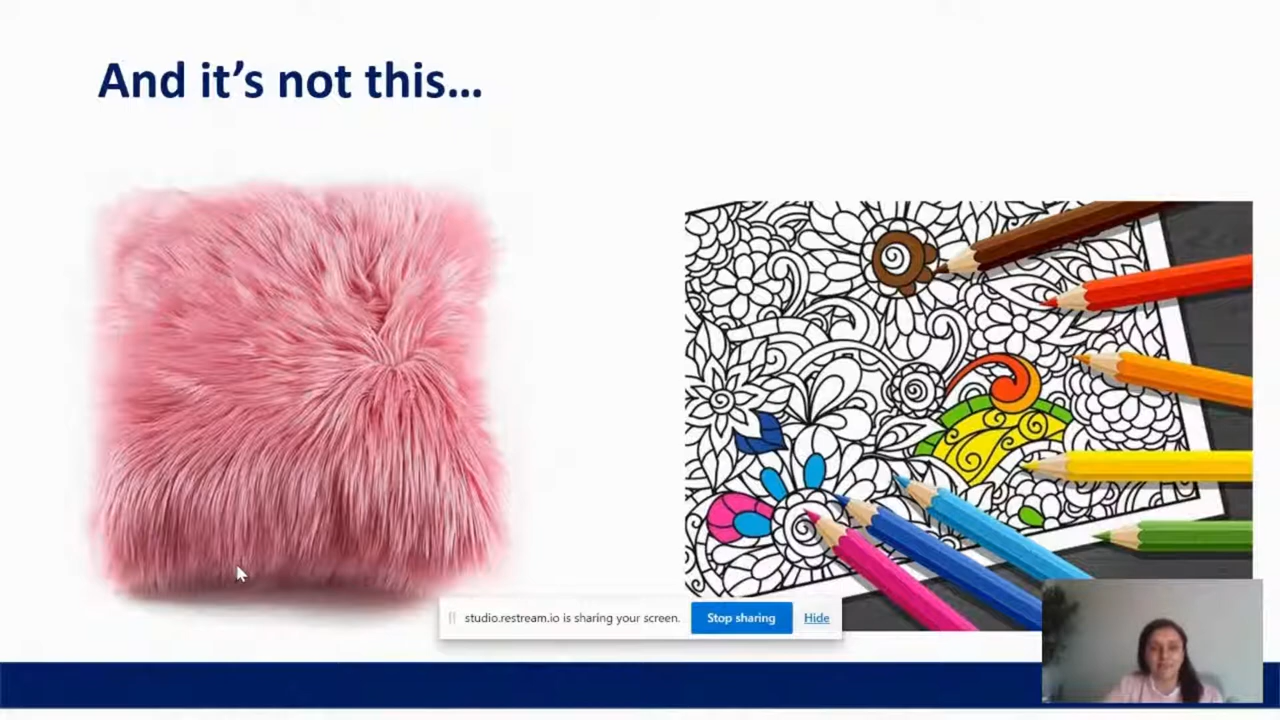 And it's not this...
studio.restream.io is sharing your screen.
Stop sharing
Hide